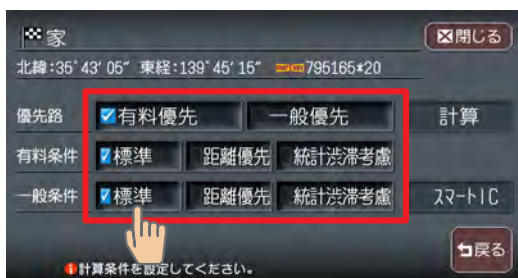 家 閉じる
北緯:35°43'05" 東経:139°45'15" 795165*20
優先路 有料優先 一般優先 計算
有料条件 標準 距離優先 統計渋滞考慮
一般条件 標準 距離優先 統計渋滞考慮 スマートIC
戻る
計算条件を設定してください。